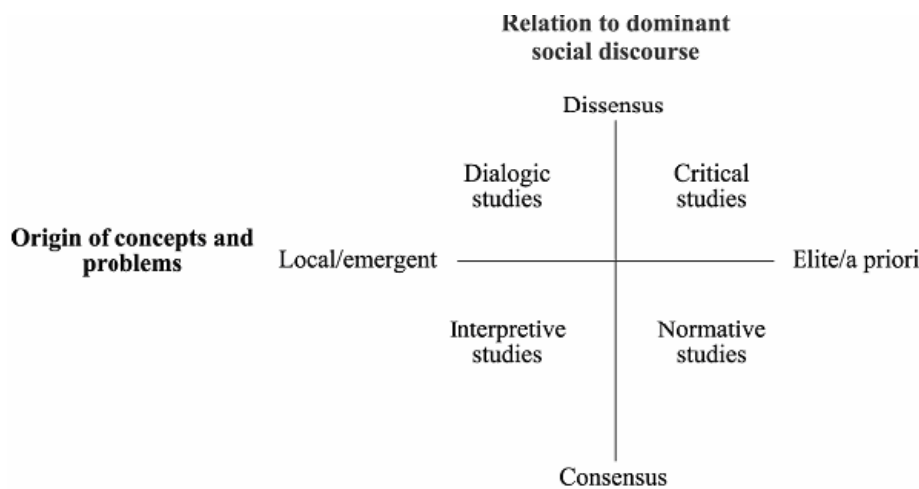 Relation to dominant
social discourse
Dissensus
Dialogic
studies
Critical
studies
Origin of concepts and
problems
Local/emergent
Elite/a priori
Interpretive
studies
Normative
studies
Consensus